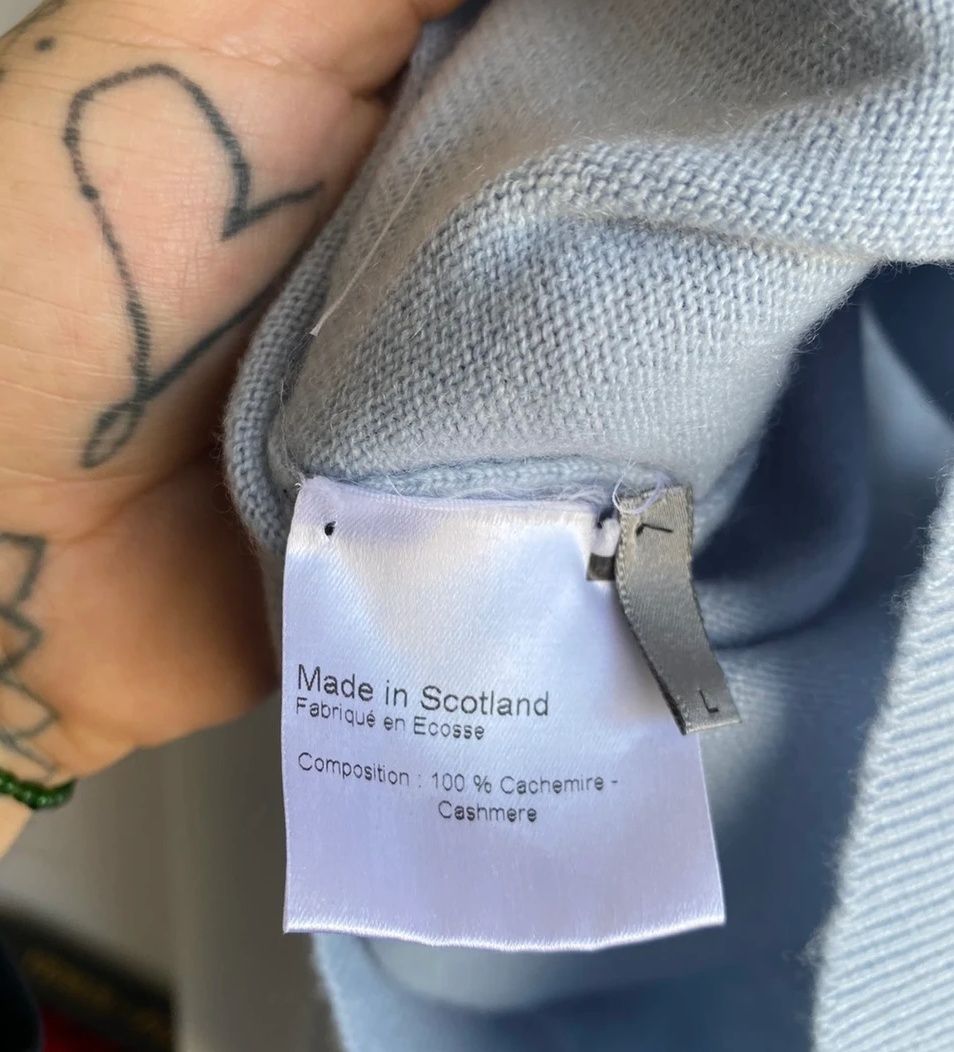 Made in Scotland
Fabriqué en Ecosse
Composition : 100 % Cachemire -
Cashmere
L